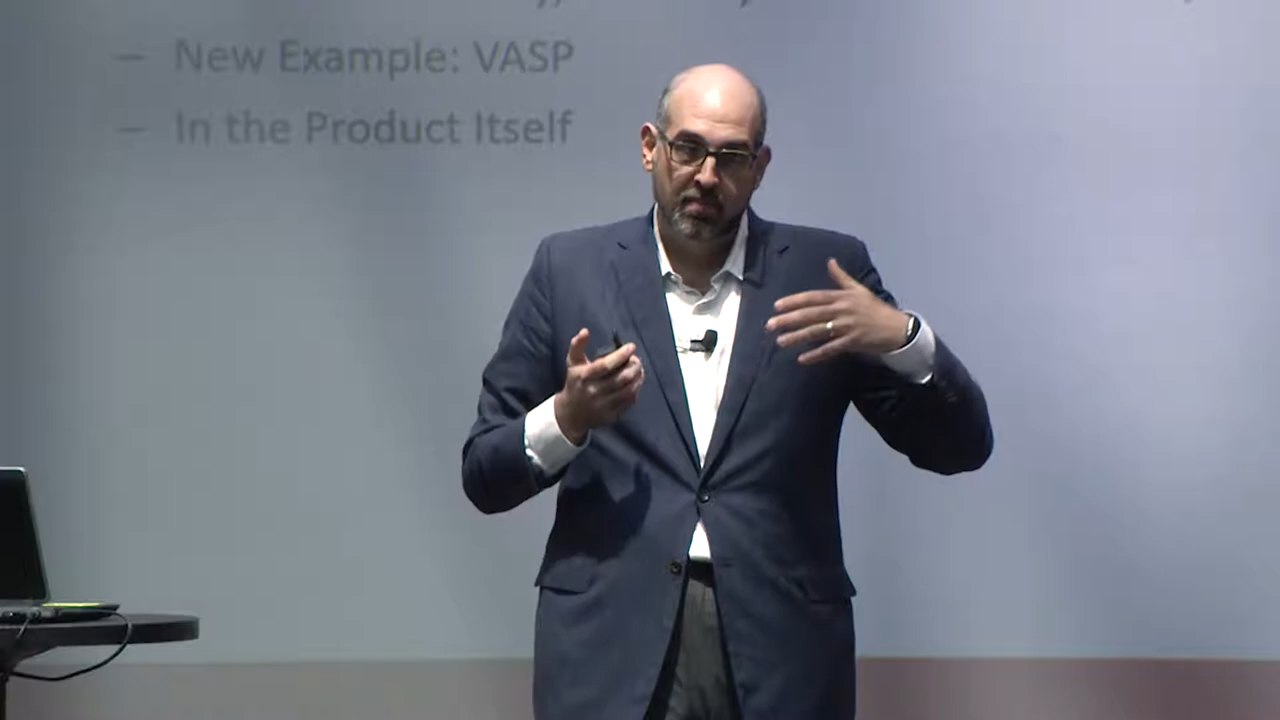 – New Example: VASP
– In the Product Itself